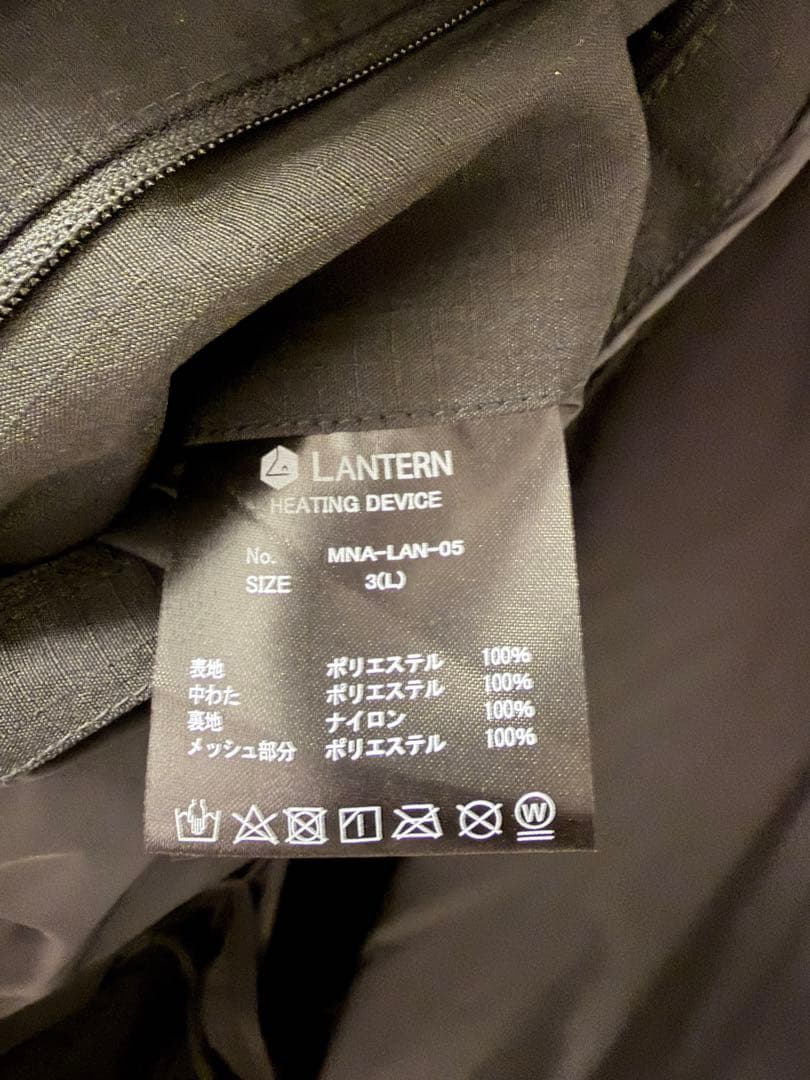 LANTERN
HEATING DEVICE
No. MNA-LAN-05
SIZE 3(L)
表地 ポリエステル 100%
中わた ポリエステル 100%
裏地 ナイロン 100%
メッシュ部分 ポリエステル 100%
W